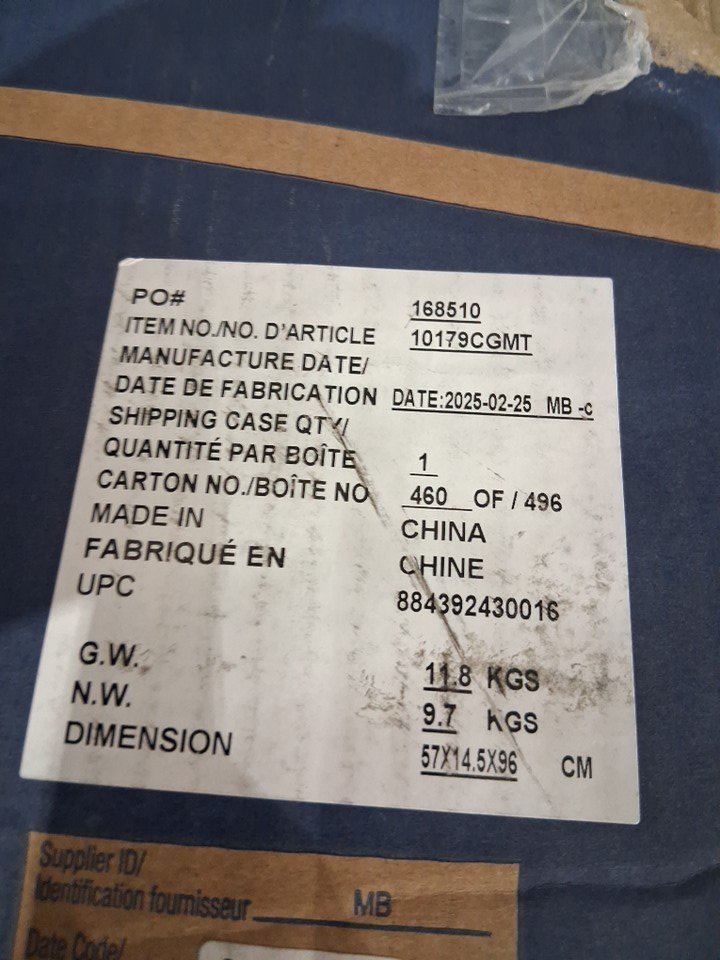 PO# 168510
ITEM NO./NO. D'ARTICLE 10179CGMT
MANUFACTURE DATE/
DATE DE FABRICATION DATE:2025-02-25 MB -c
SHIPPING CASE QTY/
QUANTITÉ PAR BOÎTE 1
CARTON NO./BOÎTE NO 460 OF / 496
MADE IN CHINA
FABRIQUÉ EN CHINE
UPC 884392430016
G.W. 11.8 KGS
N.W. 9.7 KGS
DIMENSION 57X14.5X96 CM
Supplier ID/
Identification fournisseur MB
Date Code/